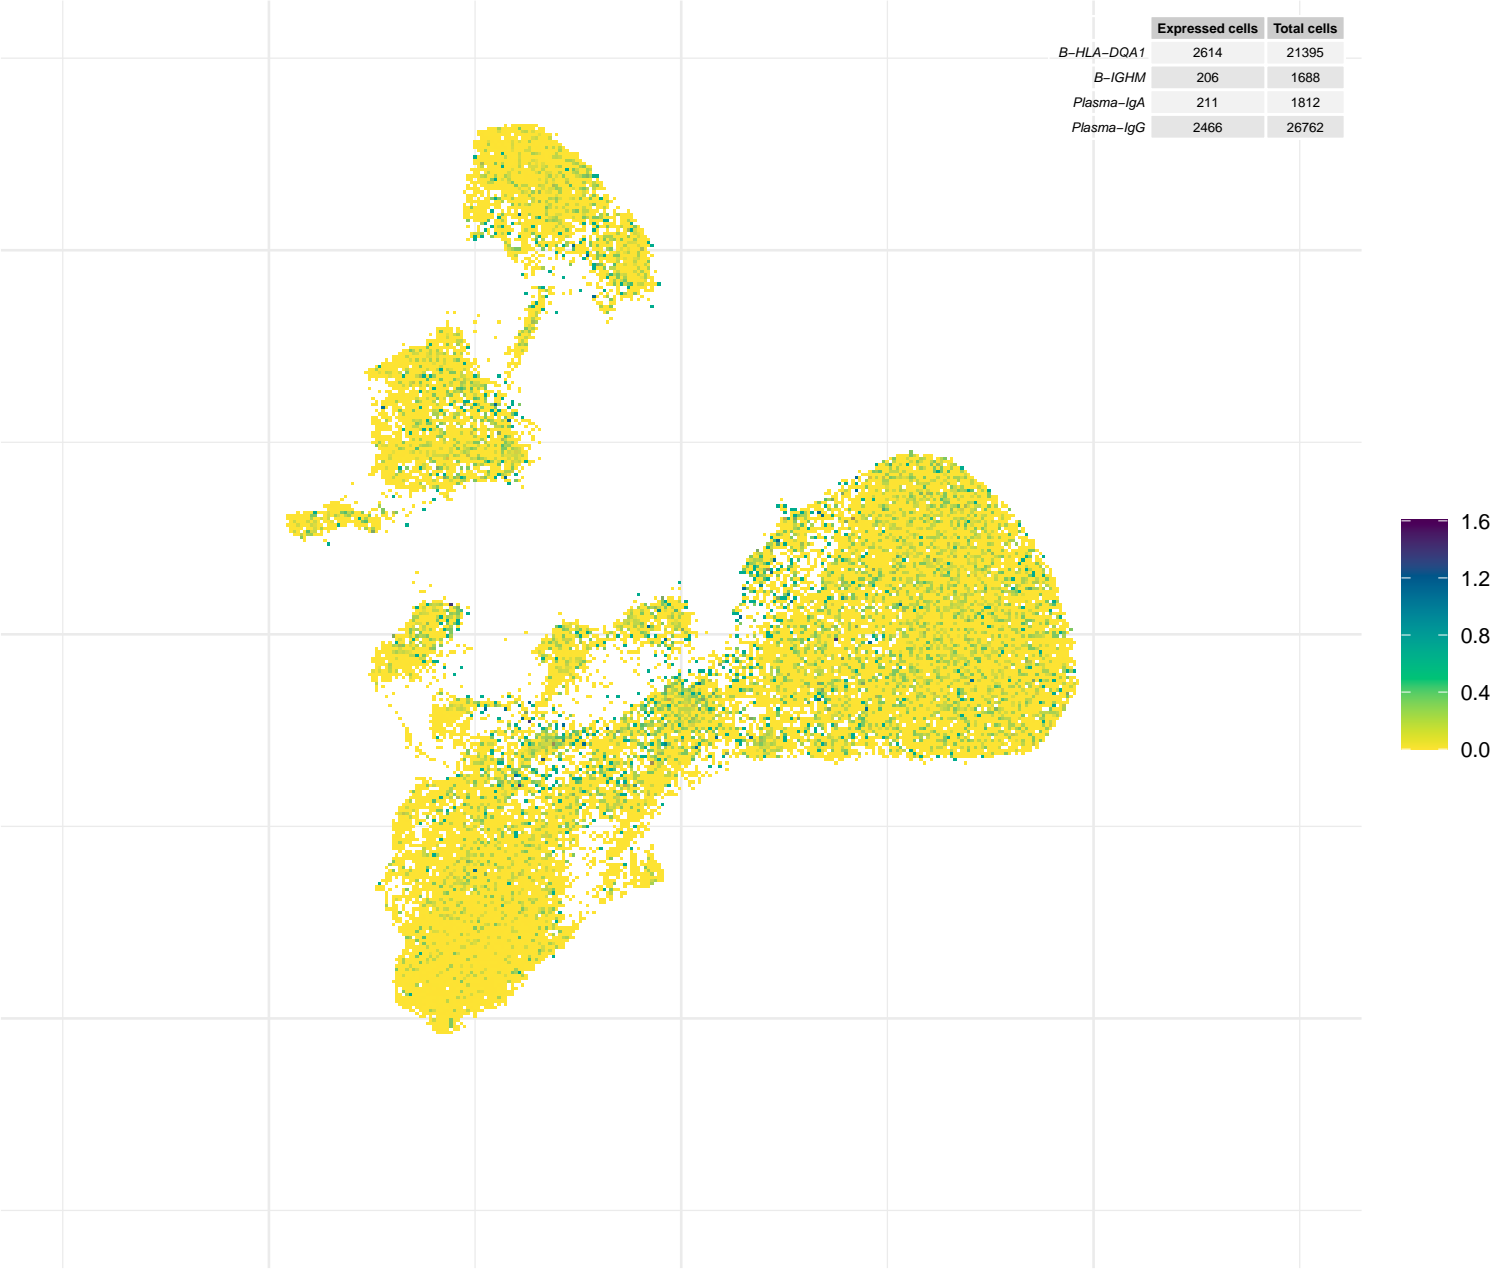 Expressed cells Total cells
B−HLA−DQA1 2614 21395
B−IGHM 206 1688
Plasma−IgA 211 1812
Plasma−IgG 2466 26762
1.6
1.2
0.8
0.4
0.0